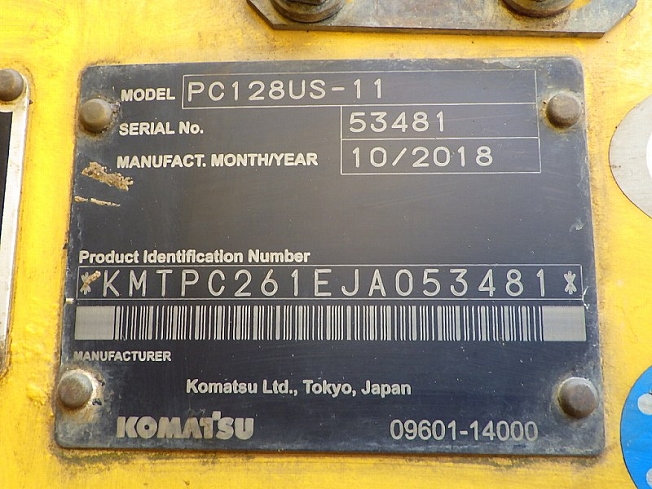 MODEL PC128US-11
SERIAL No. 53481
MANUFACT. MONTH/YEAR 10/2018
Product Identification Number
*KMTPC261EJA053481*
MANUFACTURER
Komatsu Ltd., Tokyo, Japan
KOMATSU 09601-14000